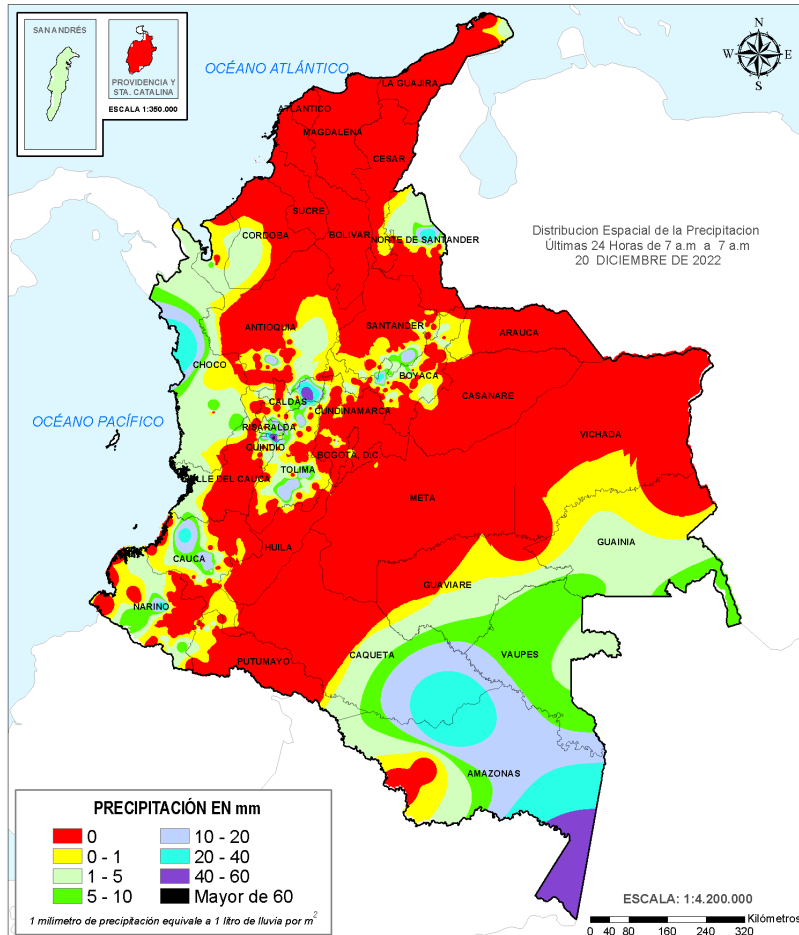 SAN ANDRÉS
PROVIDENCIA Y
STA. CATALINA
ESCALA 1:350.000
OCÉANO ATLÁNTICO
N
W
E
S
LA GUAJIRA
ATLANTICO
MAGDALENA
CESAR
Distribucion Espacial de la Precipitacion
Últimas 24 Horas de 7 a.m a 7 a.m
20 DICIEMBRE DE 2022
SUCRE
CORDOBA
BOLIVAR
NORTE DE SANTANDER
ANTIOQUIA
SANTANDER
ARAUCA
CHOCO
BOYACA
CASANARE
CALDAS
CUNDINAMARCA
OCÉANO PACÍFICO
RISARALDA
VICHADA
QUINDIO
BOGOTA, D.C.
TOLIMA
VALLE DEL CAUCA
META
GUAINIA
HUILA
CAUCA
GUAVIARE
NARIÑO
CAQUETA
VAUPES
PUTUMAYO
AMAZONAS
PRECIPITACIÓN EN mm
0
0 - 1
1 - 5
5 - 10
10 - 20
20 - 40
40 - 60
Mayor de 60
1 milimetro de precipitación equivale a 1 litro de lluvia por m2
ESCALA: 1:4.200.000
Kilómetros
0 40 80 160 240 320